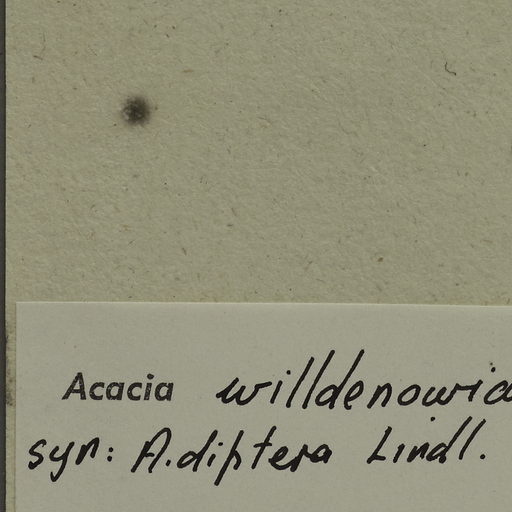 Acacia willdenowia
syn: A. diptera Lindl.